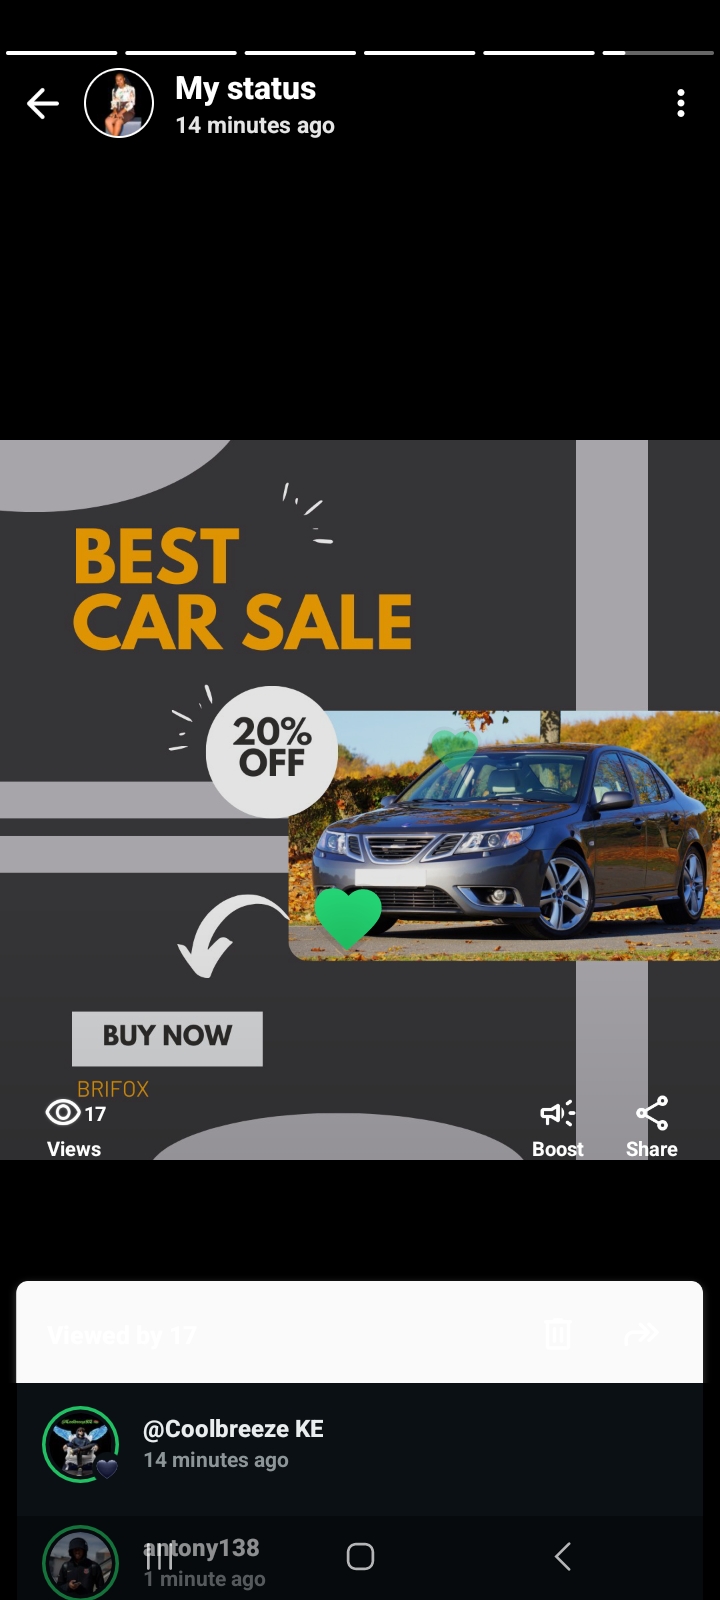 My status
14 minutes ago
BEST
CAR SALE
20%
OFF
BUY NOW
BRIFOX
17
Views
Boost
Share
Viewed by 17
@Coolbreeze KE
14 minutes ago
antony138
1 minute ago